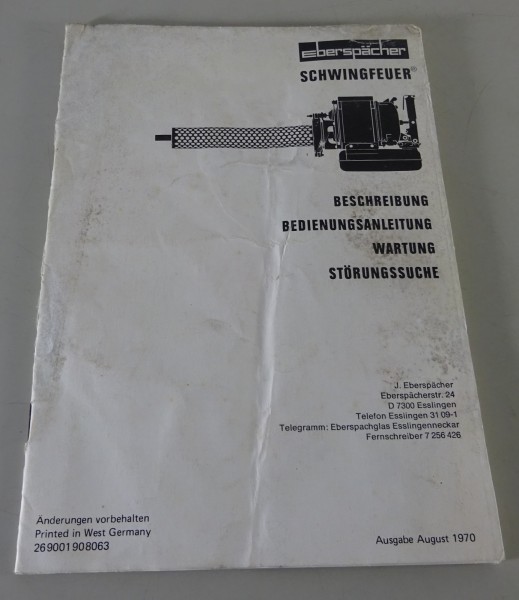 Eberspächer
SCHWINGFEUER®
BESCHREIBUNG
BEDIENUNGSANLEITUNG
WARTUNG
STÖRUNGSSUCHE
J. Eberspächer
Eberspächerstr. 24
D 7300 Esslingen
Telefon Esslingen 31 09-1
Telegramm: Eberspachglas Esslingenneckar
Fernschreiber 7 256 426
Änderungen vorbehalten
Printed in West Germany
269001908063
Ausgabe August 1970